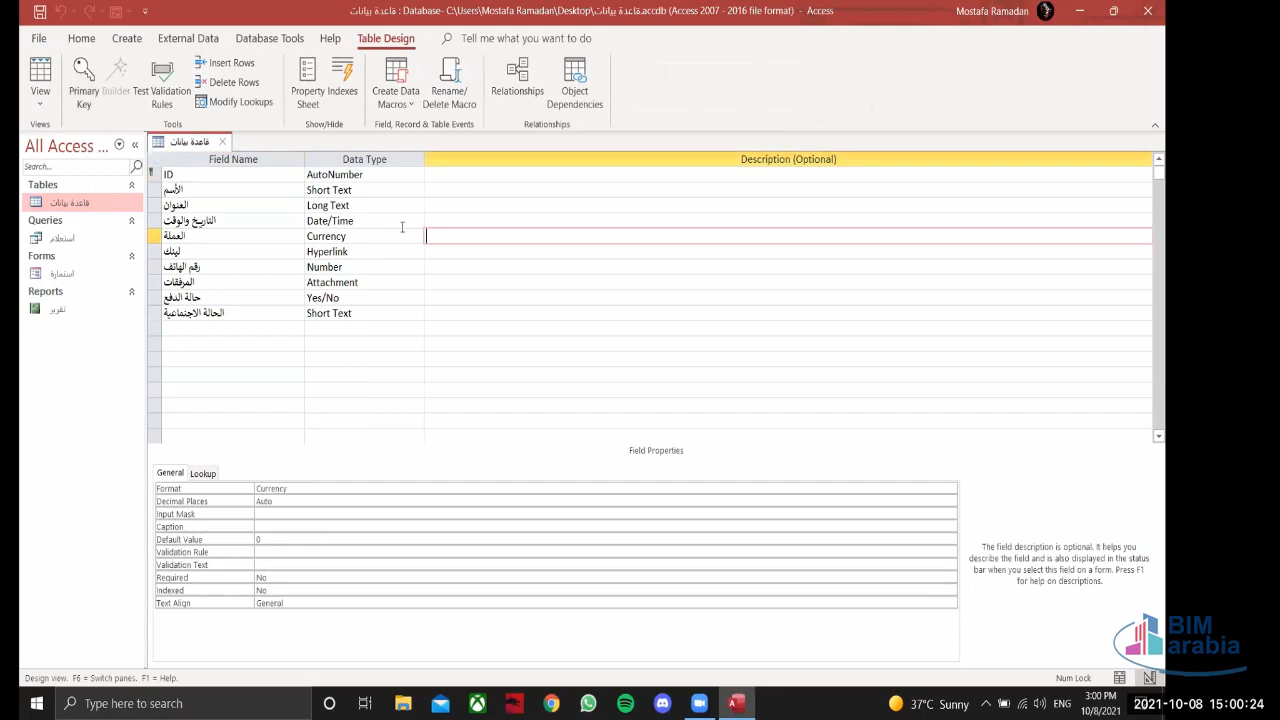 قاعدة بيانات : Database- C:\Users\Mostafa Ramadan\Desktop\قاعدة بيانات.accdb (Access 2007 - 2016 file format) - Access
Mostafa Ramadan
File Home Create External Data Database Tools Help Table Design Tell me what you want to do
View
Views
Primary Key
Builder
Test Validation Rules
Insert Rows
Delete Rows
Modify Lookups
Tools
Property Sheet
Indexes
Show/Hide
Create Data Macros
Rename/ Delete Macro
Field, Record & Table Events
Relationships
Object Dependencies
Relationships
All Access ...
Search...
Tables
قاعدة بيانات
Queries
استعلام
Forms
استمارة
Reports
تقرير
قاعدة بيانات
Field Name Data Type Description (Optional)
ID AutoNumber
الأسم Short Text
العنوان Long Text
التاريخ والوقت Date/Time
العملة Currency
لينك Hyperlink
رقم الهاتف Number
المرفقات Attachment
حالة الدفع Yes/No
الحالة الاجتماعية Short Text
Field Properties
General Lookup
Format Currency
Decimal Places Auto
Input Mask
Caption
Default Value 0
Validation Rule
Validation Text
Required No
Indexed No
Text Align General
The field description is optional. It helps you
describe the field and is also displayed in the status
bar when you select this field on a form. Press F1
for help on descriptions.
BIM
arabia
Design view. F6 = Switch panes. F1 = Help.
Num Lock
Type here to search
37°C Sunny
3:00 PM
10/8/2021
2021-10-08 15:00:24